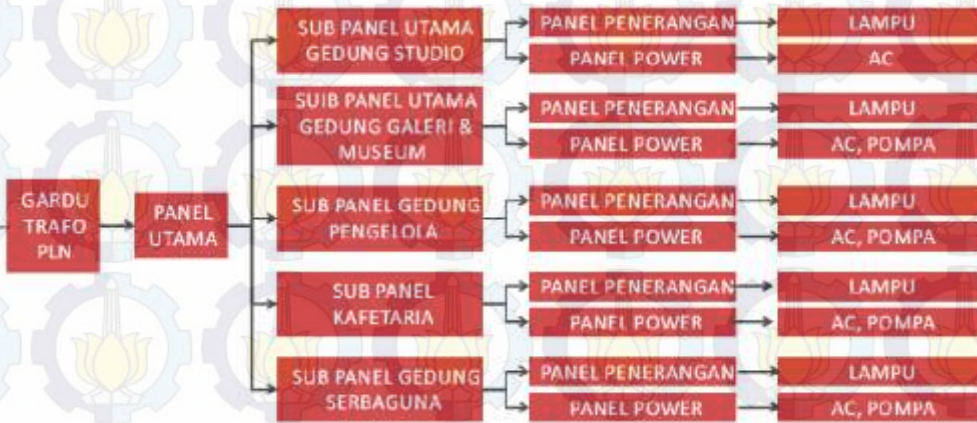 GARDU
TRAFO
PLN
PANEL
UTAMA
SUB PANEL UTAMA
GEDUNG STUDIO
PANEL PENERANGAN
LAMPU
PANEL POWER
AC
SUIB PANEL UTAMA
GEDUNG GALERI &
MUSEUM
PANEL PENERANGAN
LAMPU
PANEL POWER
AC, POMPA
SUB PANEL GEDUNG
PENGELOLA
PANEL PENERANGAN
LAMPU
PANEL POWER
AC, POMPA
SUB PANEL
KAFETARIA
PANEL PENERANGAN
LAMPU
PANEL POWER
AC, POMPA
SUB PANEL GEDUNG
SERBAGUNA
PANEL PENERANGAN
LAMPU
PANEL POWER
AC, POMPA